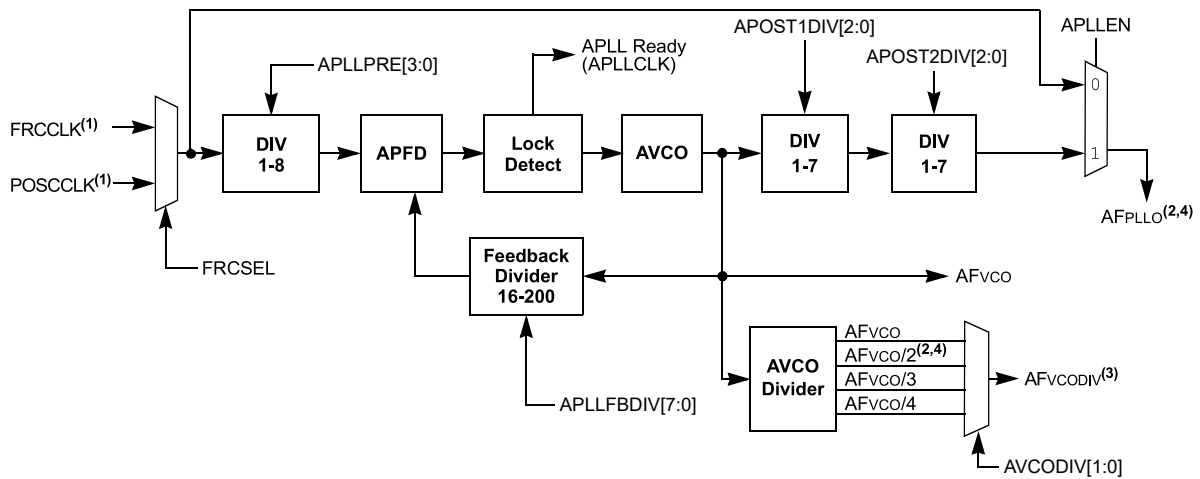 APOST1DIV[2:0]
APLLEN
APLL Ready
(APLLCLK)
APOST2DIV[2:0]
APLLPRE[3:0]
0
FRCCLK(1)
DIV
1-8
APFD
Lock
Detect
AVCO
DIV
1-7
DIV
1-7
1
POSCCLK(1)
AFPLLO(2,4)
FRCSEL
Feedback
Divider
16-200
AFVCO
AVCO
Divider
AFVCO
AFVCO/2(2,4)
AFVCO/3
AFVCO/4
AFVCODIV(3)
APLLFBDIV[7:0]
AVCODIV[1:0]